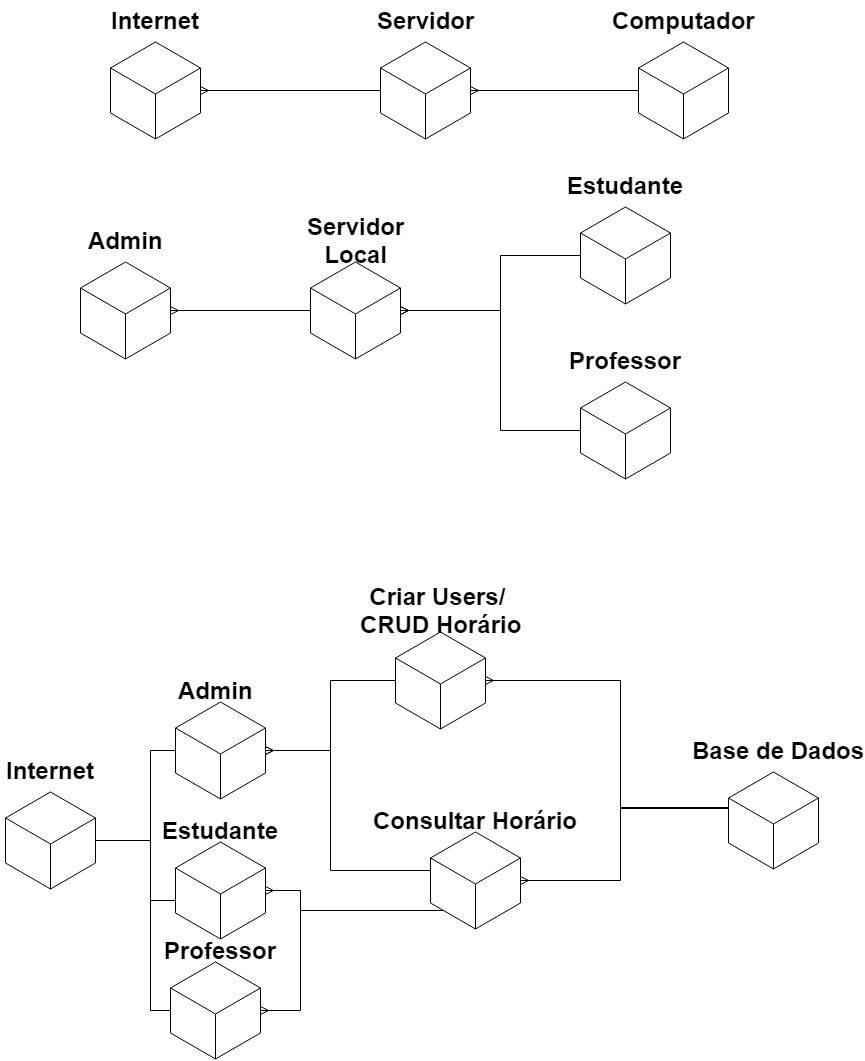 Internet
Servidor
Computador
Estudante
Admin
Servidor
Local
Professor
Criar Users/
CRUD Horário
Admin
Base de Dados
Internet
Estudante
Consultar Horário
Professor